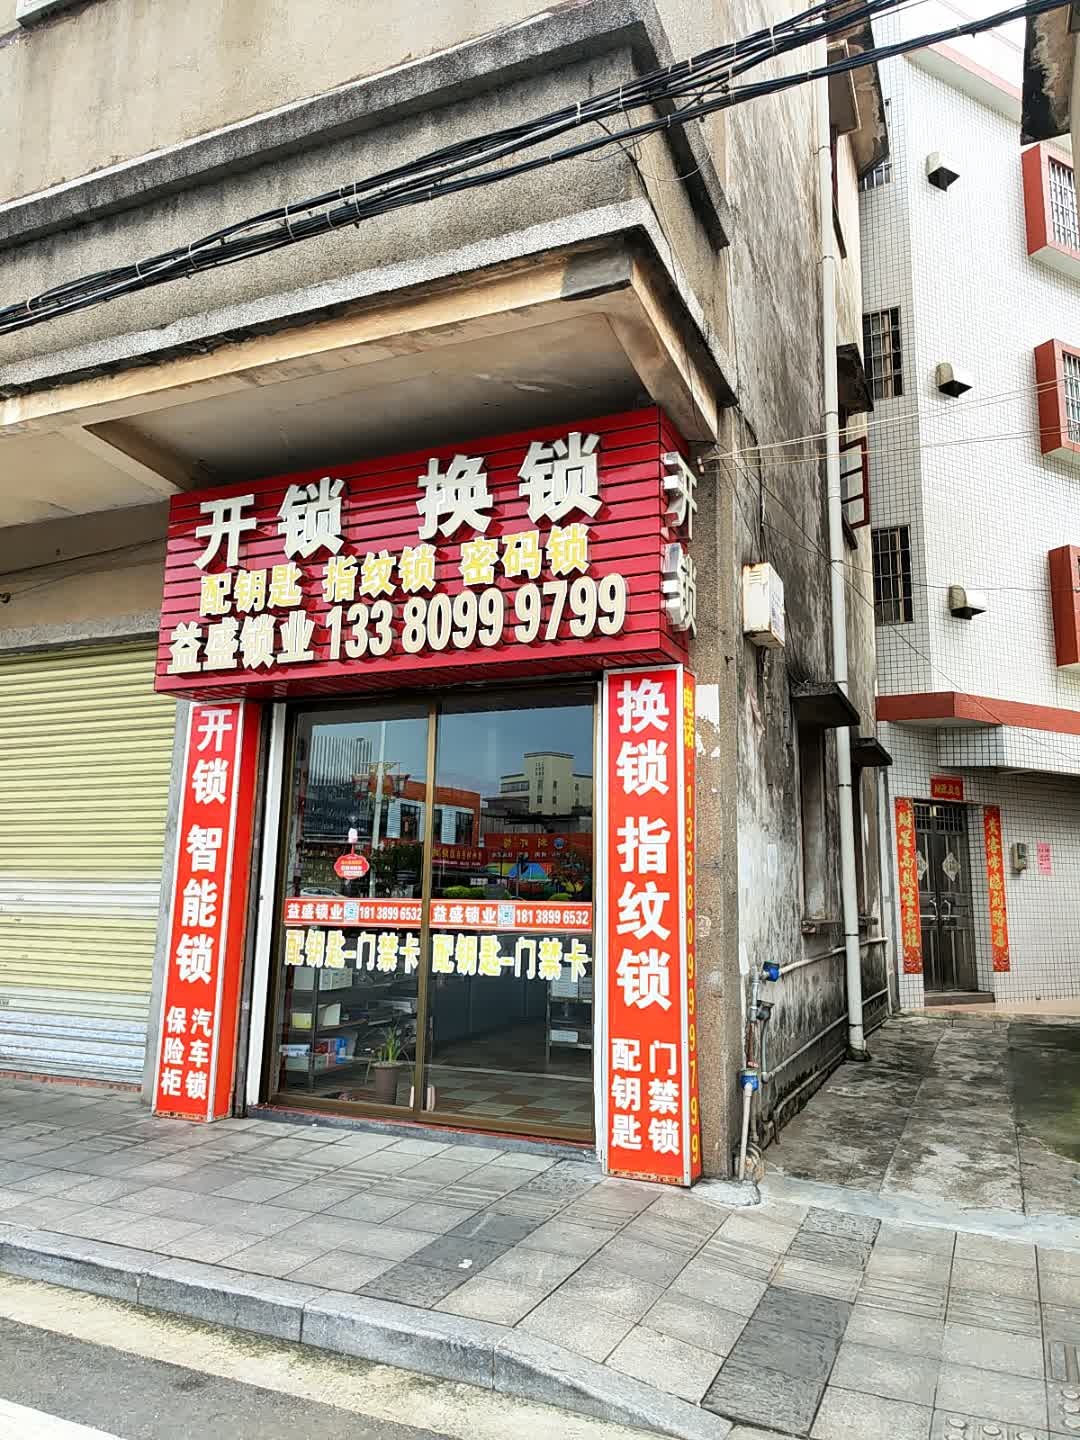 开锁 换锁
配钥匙 指纹锁 密码锁
益盛锁业 133 8099 9799
开锁
开锁 智能锁
保险柜
汽车锁
换锁 指纹锁
配钥匙
门禁锁
电话:13380999799
益盛锁业 181 3899 6532 益盛锁业 181 3899 6532
配钥匙-门禁卡 配钥匙-门禁卡